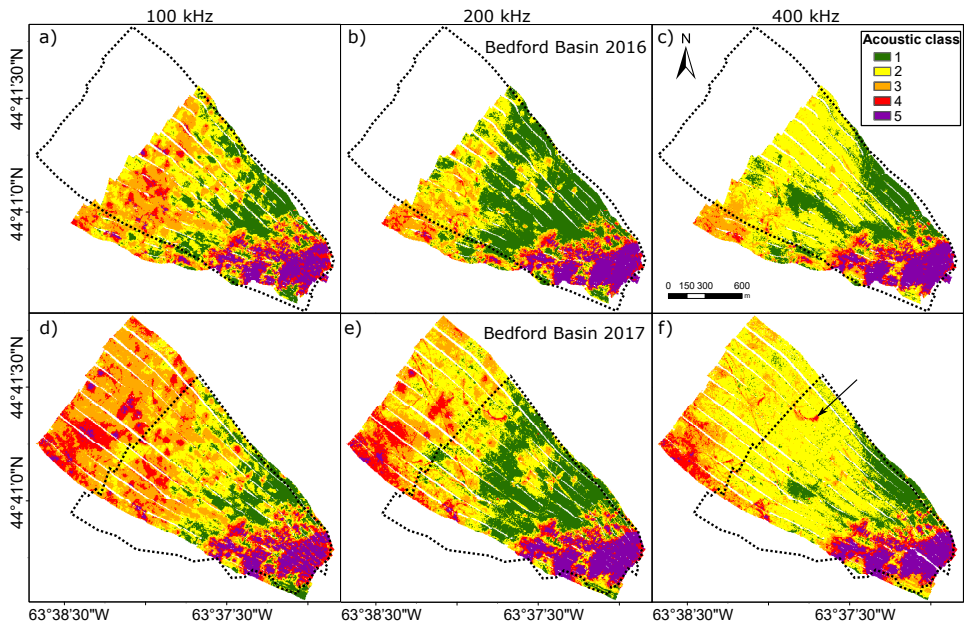 100 kHz 200 kHz 400 kHz
a) b) c)
Bedford Basin 2016
N
Acoustic class
1
2
3
4
5
44°41'30"N
44°41'0"N
0 150 300 600
m
d) e) f)
Bedford Basin 2017
44°41'30"N
44°41'0"N
63°38'30"W 63°37'30"W 63°38'30"W 63°37'30"W 63°38'30"W 63°37'30"W